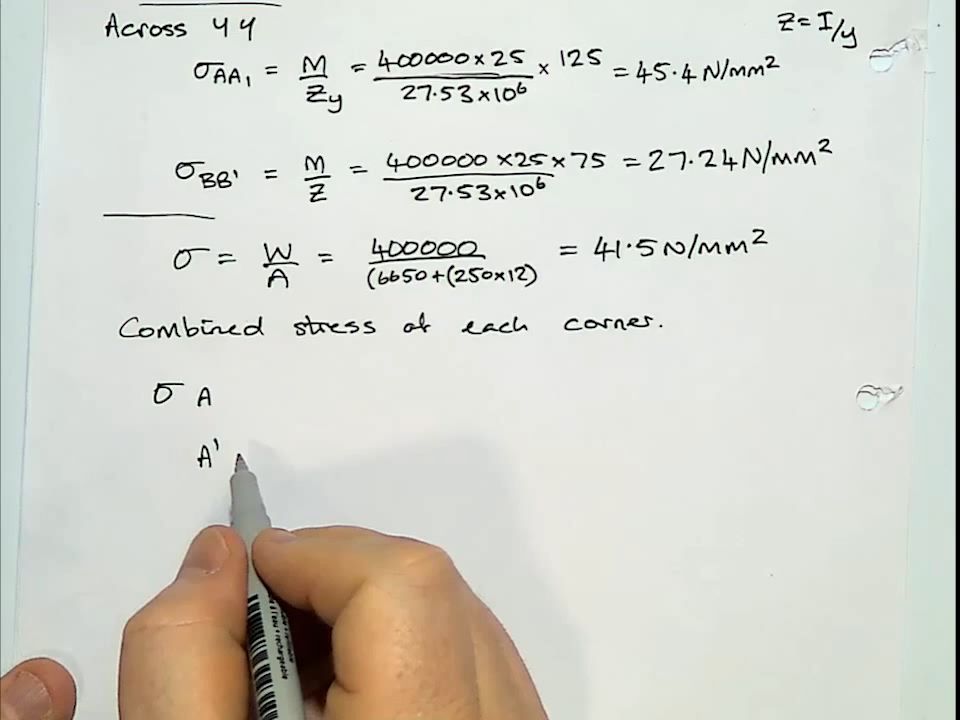 Across YY
Z = I/y
σAA₁ = M/Zy = 400000 × 25/27.53 × 10⁶ × 125 = 45.4 N/mm²
σBB' = M/Z = 400000 × 25 × 75/27.53 × 10⁶ = 27.24 N/mm²
σ = W/A = 400000/(6650 + (250 × 12) = 41.5 N/mm²
Combined stress at each corner.
σ A
A'